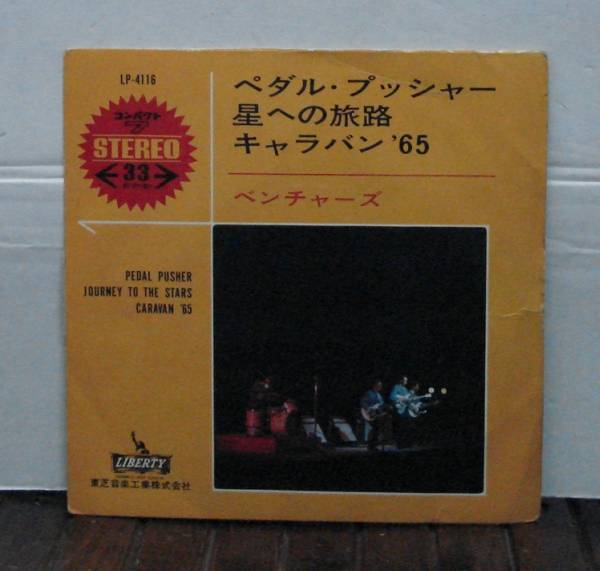 LP-4116
コンパクト
7
STEREO
33
ペダル・プッシャー
星への旅路
キャラバン '65
ベンチャーズ
PEDAL PUSHER
JOURNEY TO THE STARS
CARAVAN '65
LIBERTY
東芝音楽工業株式会社